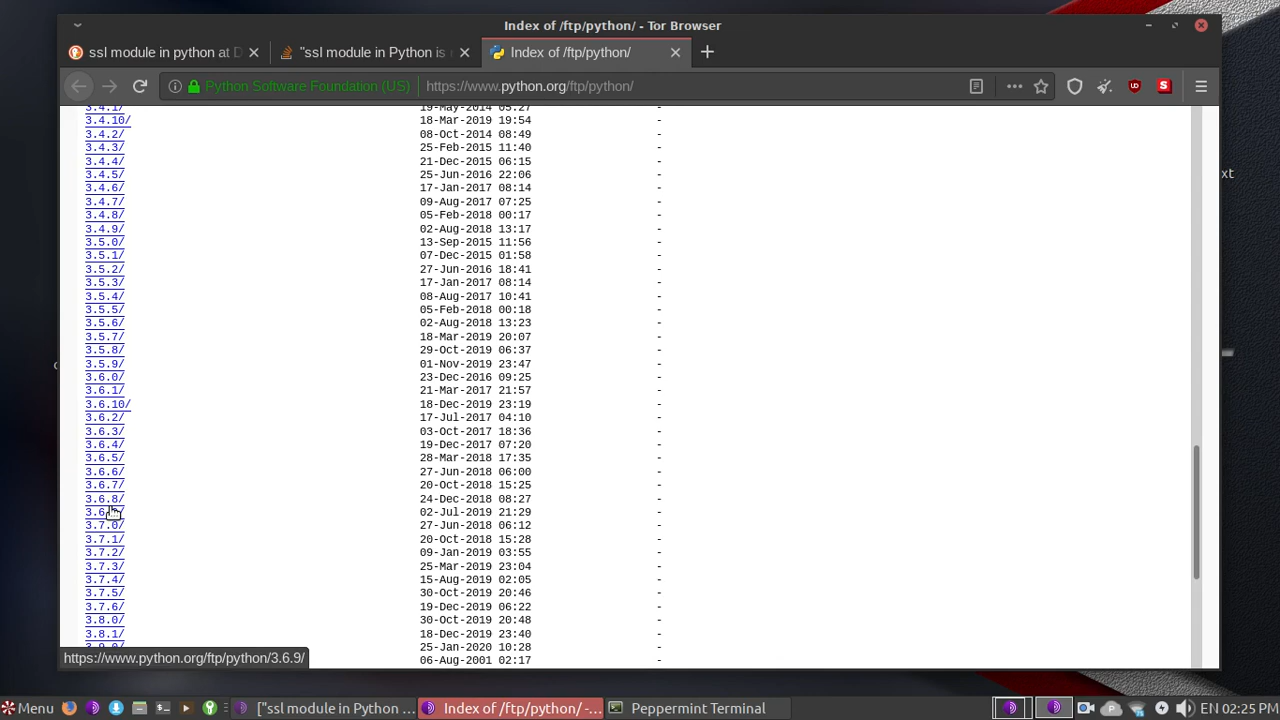 Index of /ftp/python/ - Tor Browser
ssl module in python at D
"ssl module in Python is
Index of /ftp/python/
Python Software Foundation (US)
https://www.python.org/ftp/python/
3.4.1/ 19-May-2014 05:27 -
3.4.10/ 18-Mar-2019 19:54 -
3.4.2/ 08-Oct-2014 08:49 -
3.4.3/ 25-Feb-2015 11:40 -
3.4.4/ 21-Dec-2015 06:15 -
3.4.5/ 25-Jun-2016 22:06 -
3.4.6/ 17-Jan-2017 08:14 -
3.4.7/ 09-Aug-2017 07:25 -
3.4.8/ 05-Feb-2018 00:17 -
3.4.9/ 02-Aug-2018 13:17 -
3.5.0/ 13-Sep-2015 11:56 -
3.5.1/ 07-Dec-2015 01:58 -
3.5.2/ 27-Jun-2016 18:41 -
3.5.3/ 17-Jan-2017 08:14 -
3.5.4/ 08-Aug-2017 10:41 -
3.5.5/ 05-Feb-2018 00:18 -
3.5.6/ 02-Aug-2018 13:23 -
3.5.7/ 18-Mar-2019 20:07 -
3.5.8/ 29-Oct-2019 06:37 -
3.5.9/ 01-Nov-2019 23:47 -
3.6.0/ 23-Dec-2016 09:25 -
3.6.1/ 21-Mar-2017 21:57 -
3.6.10/ 18-Dec-2019 23:19 -
3.6.2/ 17-Jul-2017 04:10 -
3.6.3/ 03-Oct-2017 18:36 -
3.6.4/ 19-Dec-2017 07:20 -
3.6.5/ 28-Mar-2018 17:35 -
3.6.6/ 27-Jun-2018 06:00 -
3.6.7/ 20-Oct-2018 15:25 -
3.6.8/ 24-Dec-2018 08:27 -
3.6. / 02-Jul-2019 21:29 -
3.7.0/ 27-Jun-2018 06:12 -
3.7.1/ 20-Oct-2018 15:28 -
3.7.2/ 09-Jan-2019 03:55 -
3.7.3/ 25-Mar-2019 23:04 -
3.7.4/ 15-Aug-2019 02:05 -
3.7.5/ 30-Oct-2019 20:46 -
3.7.6/ 19-Dec-2019 06:22 -
3.8.0/ 30-Oct-2019 20:48 -
3.8.1/ 18-Dec-2019 23:40 -
3.9.0/ 25-Jan-2020 10:28 -
06-Aug-2001 02:17 -
https://www.python.org/ftp/python/3.6.9/
xt
Menu
["ssl module in Python ...
Index of /ftp/python/ -...
Peppermint Terminal
EN 02:25 PM